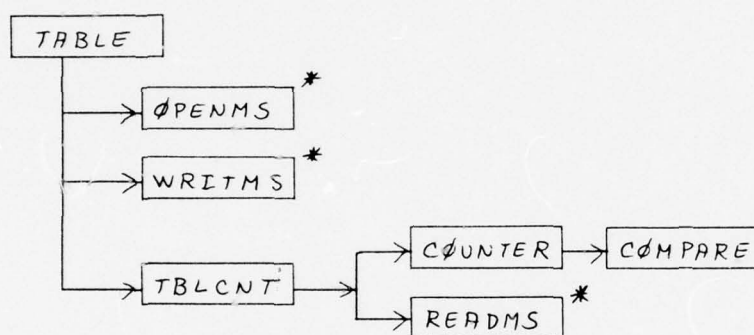 TABLE
ØPENMS *
WRITMS *
TBLCNT
CØUNTER
CØMPARE
READMS *